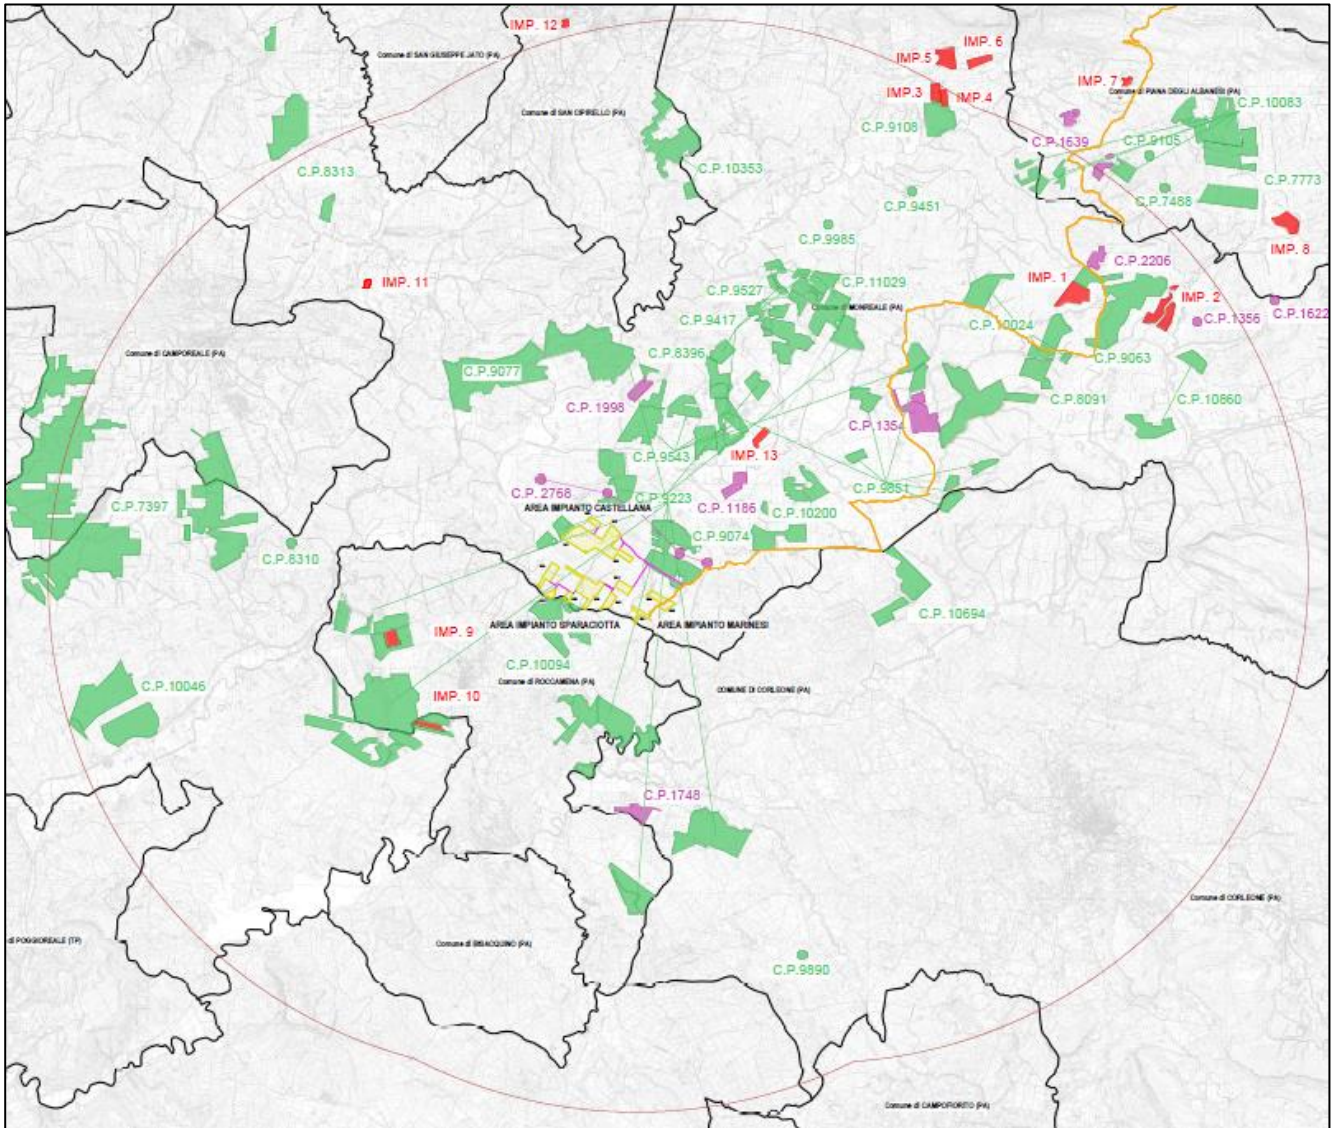 IMP. 12
Comune di SAN GIUSEPPE JATO (PA)
IMP.5
IMP. 6
IMP. 7
Comune di PIANA DEGLI ALBANESI (PA)
IMP.3
IMP. 4
C.P.10083
Comune di SAN CIPIRELLO (PA)
C.P.9108
C.P.1639
C.P.9105
C.P.8313
C.P.10353
C.P.7773
C.P.9451
C.P.7488
C.P.9985
IMP. 8
C.P.2206
IMP. 11
C.P.9527
C.P.11029
IMP. 1
IMP. 2
Comune di MONREALE (PA)
C.P.1622
C.P.9417
C.P.10024
C.P.1356
Comune di CAMPOREALE (PA)
C.P.8396
C.P.9063
C.P.9077
C.P.1998
C.P.8091
C.P.10860
C.P.1354
C.P.9543
IMP. 13
C.P.2768
C.P.9223
C.P.1186
C.P.9851
C.P.7397
AREA IMPIANTO CASTELLANA
C.P.10200
C.P.9074
C.P.8310
C.P.10694
AREA IMPIANTO SPARACIOTTA
AREA IMPIANTO MARINESI
IMP. 9
C.P.10094
Comune di ROCCAMENA (PA)
COMUNE DI CORLEONE (PA)
C.P.10046
IMP. 10
C.P.1748
Comune di CORLEONE (PA)
di POGGIOREALE (TP)
Comune di BISACQUINO (PA)
C.P.9890
Comune di CAMPOFIORITO (PA)